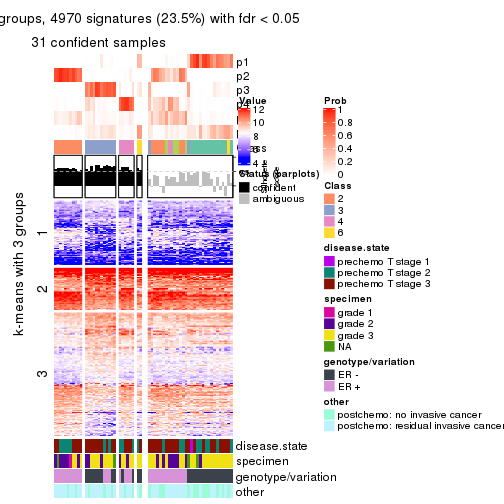 groups, 4970 signatures (23.5%) with fdr < 0.05
31 confident samples
p1
p2
p3
p4
Value
12
10
8
6
4
Status (barplots)
confident
ambiguous
Prob
1
0.8
0.6
0.4
0.2
0
Class
2
3
4
6
disease.state
prechemo T stage 1
prechemo T stage 2
prechemo T stage 3
specimen
grade 1
grade 2
grade 3
NA
genotype/variation
ER -
ER +
other
postchemo: no invasive cancer
postchemo: residual invasive cancer
k-means with 3 groups
1
2
3
disease.state
specimen
genotype/variation
other